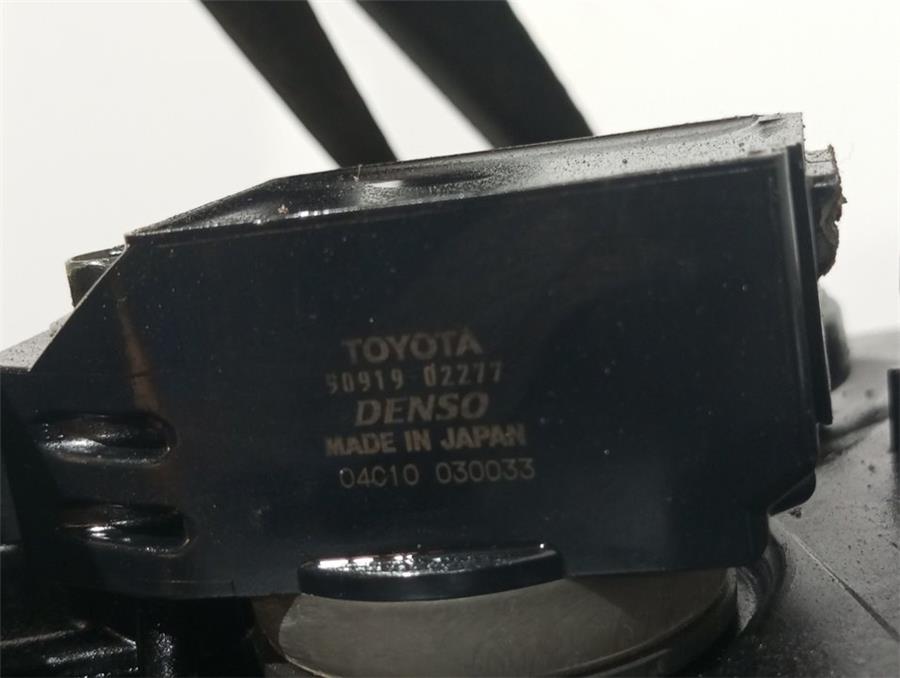 TOYOTA
90919 02277
DENSO
MADE IN JAPAN
04C10 030033